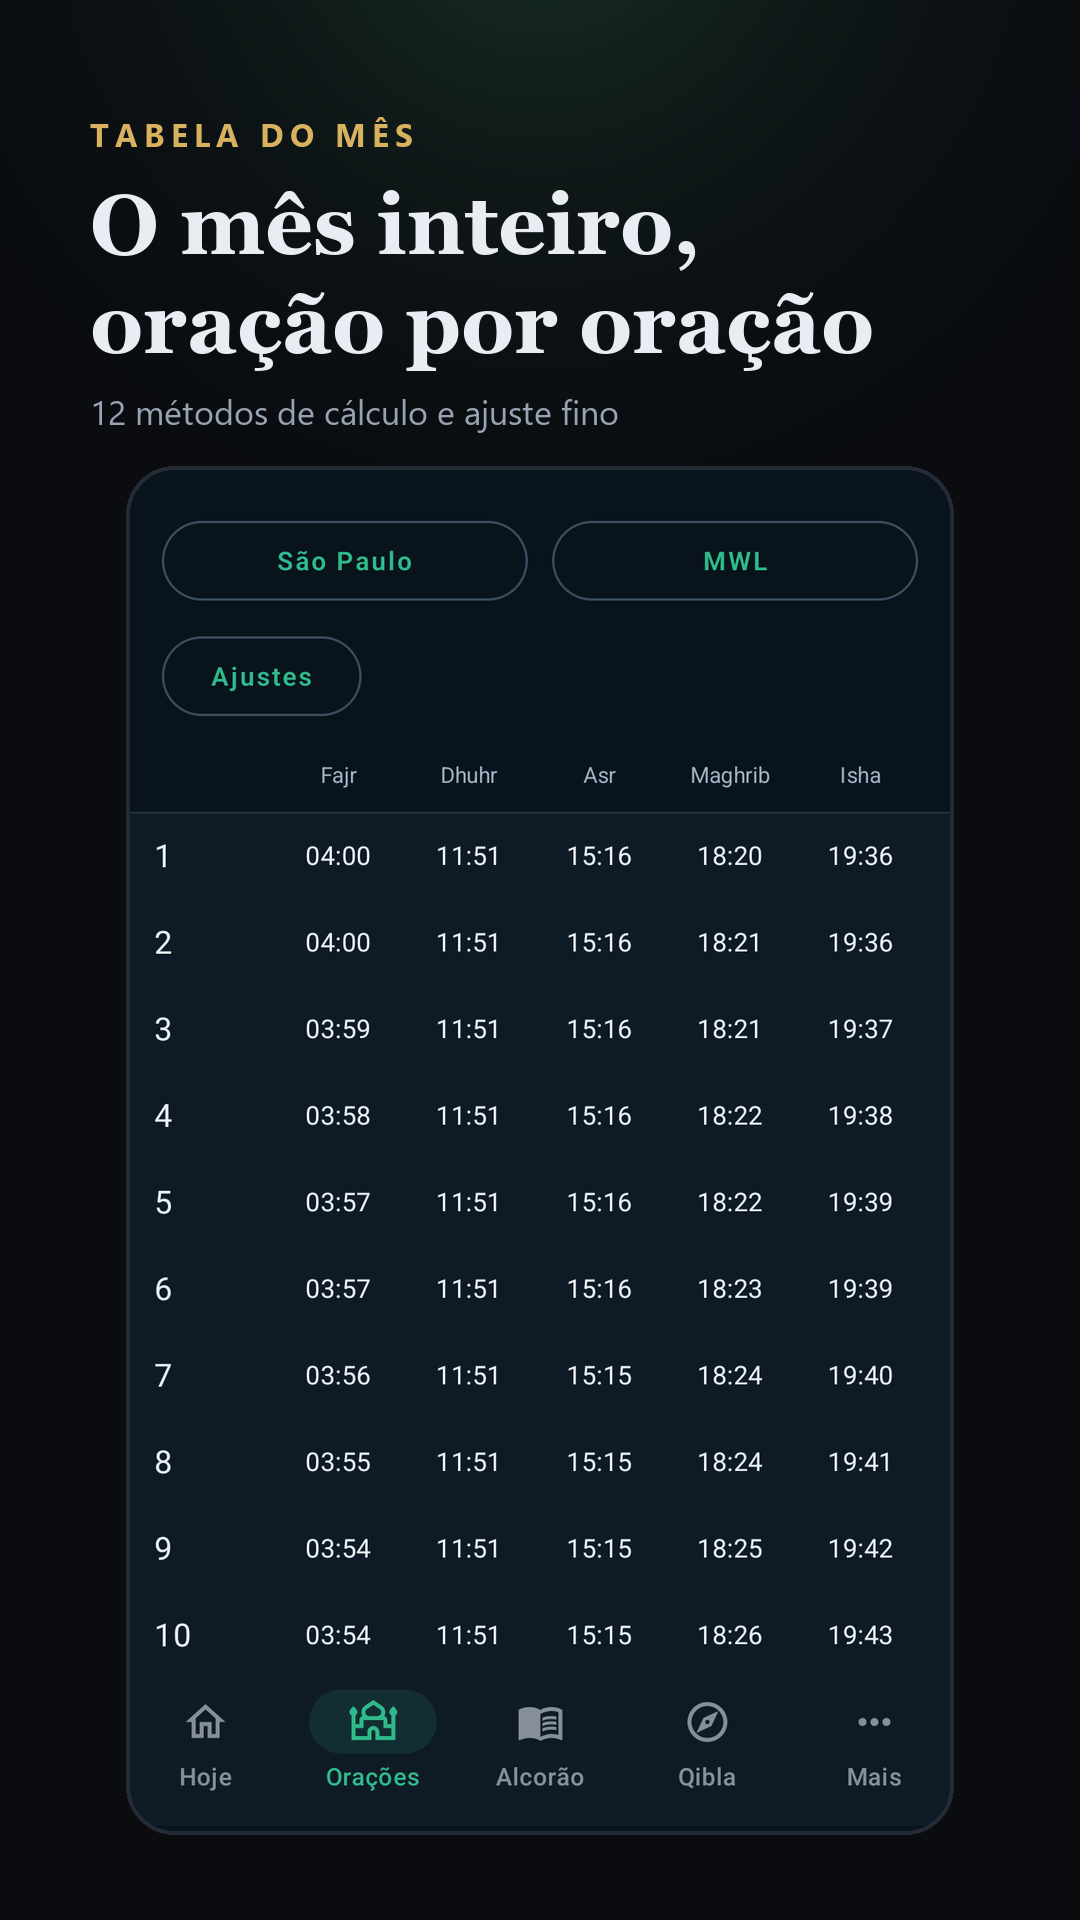 TABELA DO MÊS
O mês inteiro,
oração por oração
12 métodos de cálculo e ajuste fino
São Paulo MWL
Ajustes
Fajr Dhuhr Asr Maghrib Isha
1 04:00 11:51 15:16 18:20 19:36
2 04:00 11:51 15:16 18:21 19:36
3 03:59 11:51 15:16 18:21 19:37
4 03:58 11:51 15:16 18:22 19:38
5 03:57 11:51 15:16 18:22 19:39
6 03:57 11:51 15:16 18:23 19:39
7 03:56 11:51 15:15 18:24 19:40
8 03:55 11:51 15:15 18:24 19:41
9 03:54 11:51 15:15 18:25 19:42
10 03:54 11:51 15:15 18:26 19:43
Hoje Orações Alcorão Qibla Mais